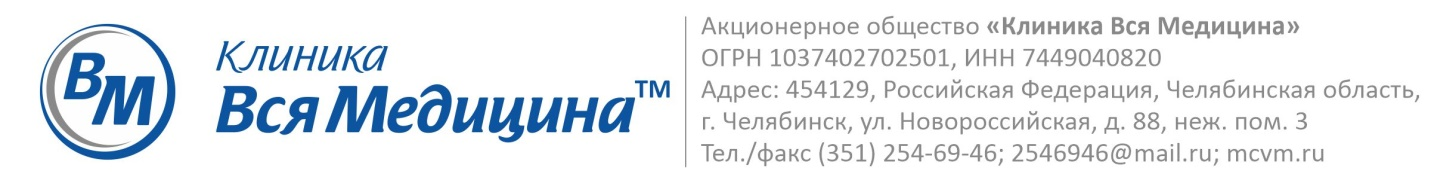 ВМ
Клиника
Вся Медицина™
Акционерное общество «Клиника Вся Медицина»
ОГРН 1037402702501, ИНН 7449040820
Адрес: 454129, Российская Федерация, Челябинская область,
г. Челябинск, ул. Новороссийская, д. 88, неж. пом. 3
Тел./факс (351) 254-69-46; 2546946@mail.ru; mcvm.ru